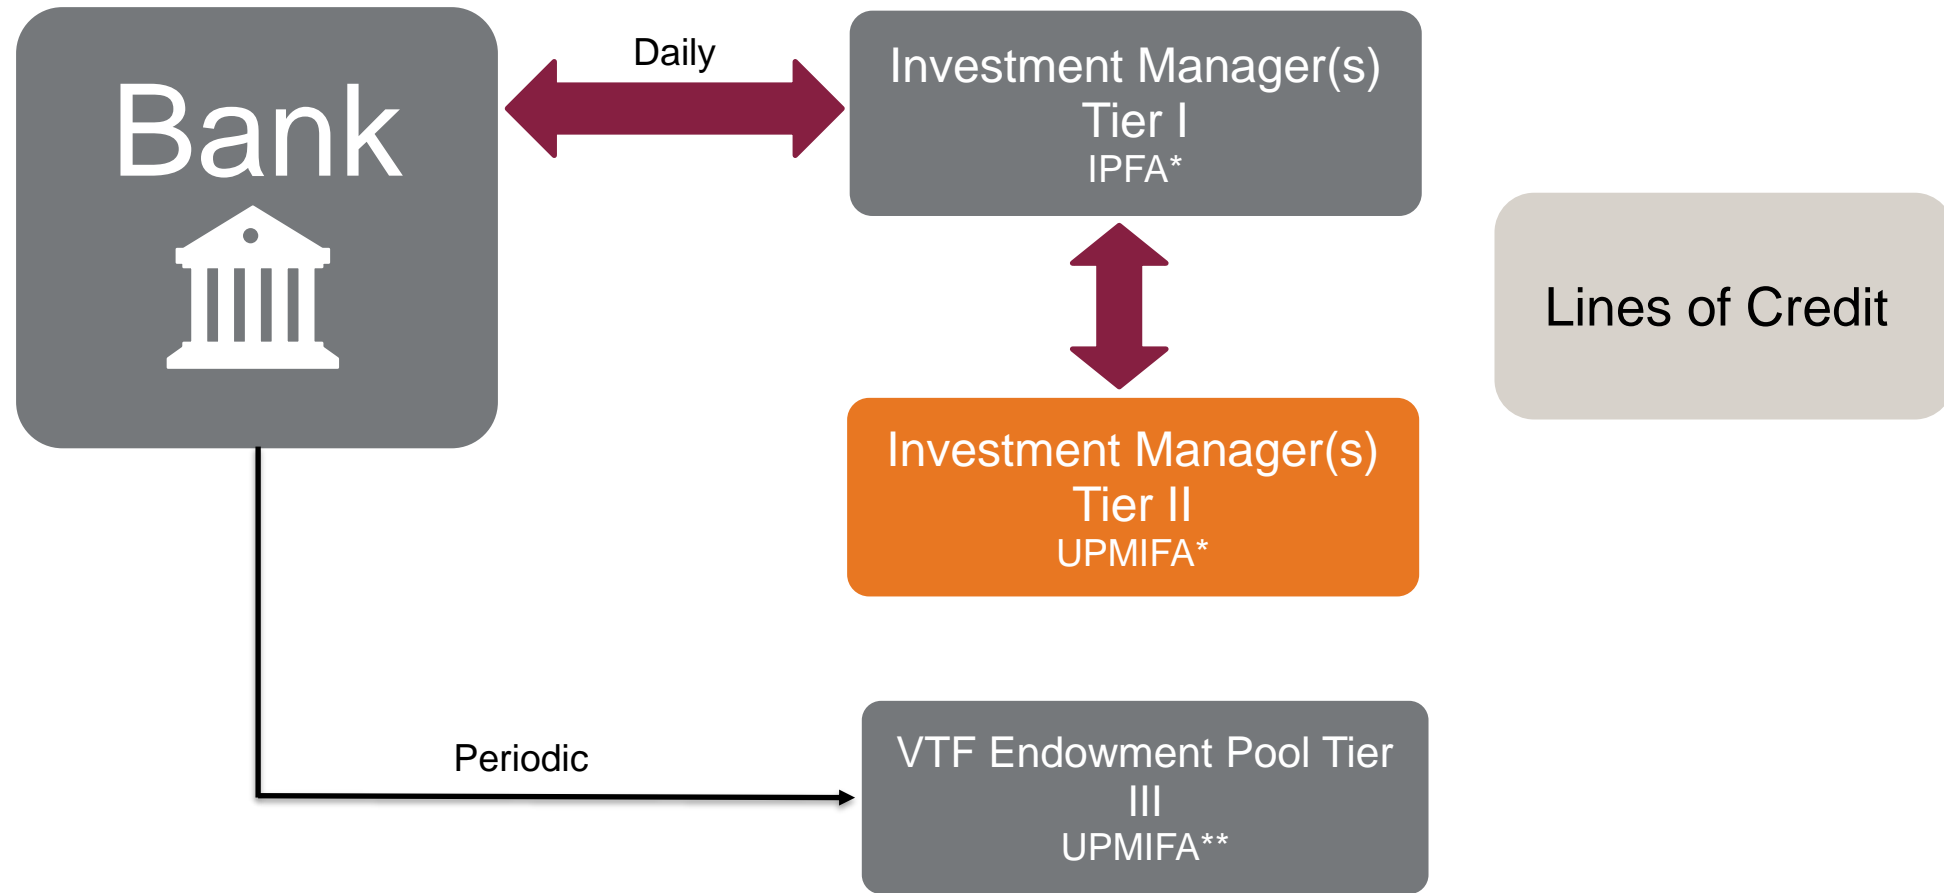 Bank
Daily
Investment Manager(s)
Tier I
IPFA*
Lines of Credit
Investment Manager(s)
Tier II
UPMIFA*
Periodic
VTF Endowment Pool Tier
III
UPMIFA**